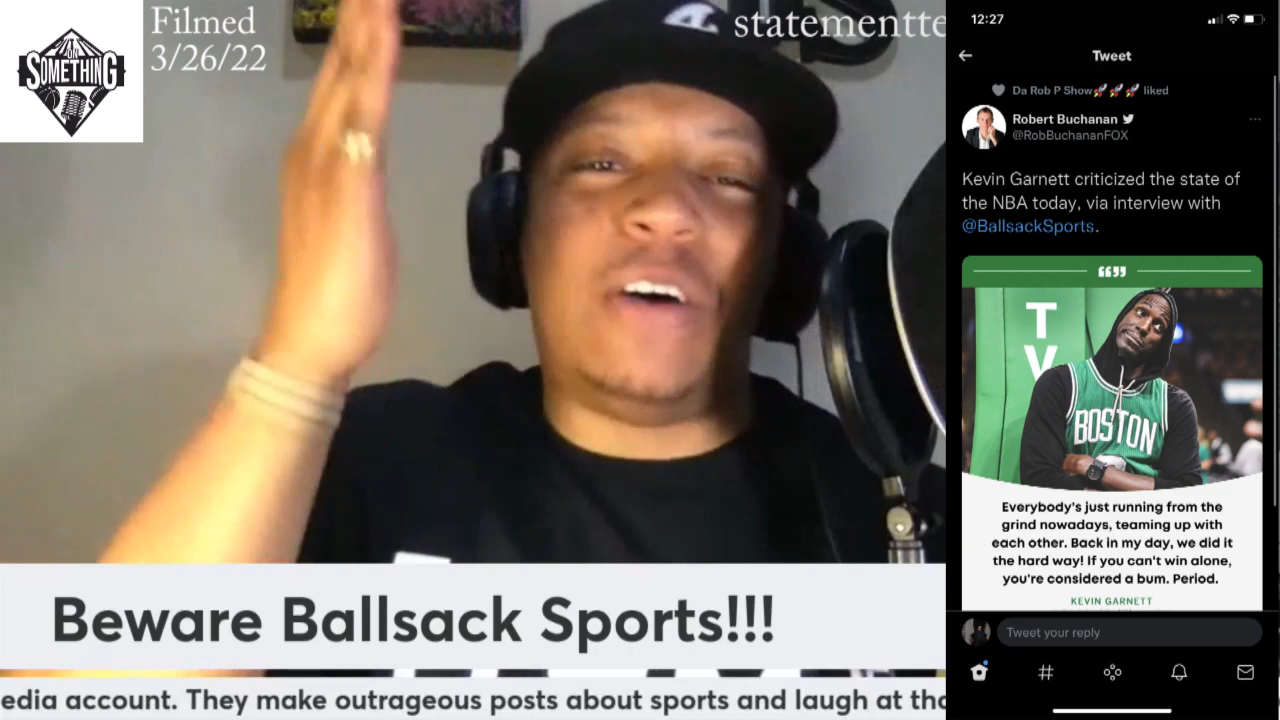 ON
SOMETHING
Filmed
3/26/22
statementte
12:27
Tweet
Da Rob P Show🚀🚀🚀 liked
Robert Buchanan
@RobBuchananFOX
Kevin Garnett criticized the state of
the NBA today, via interview with
@BallsackSports.
T
V
BOSTON
Everybody's just running from the
grind nowadays, teaming up with
each other. Back in my day, we did it
the hard way! If you can't win alone,
you're considered a bum. Period.
KEVIN GARNETT
Tweet your reply
Beware Ballsack Sports!!!
edia account. They make outrageous posts about sports and laugh at tho